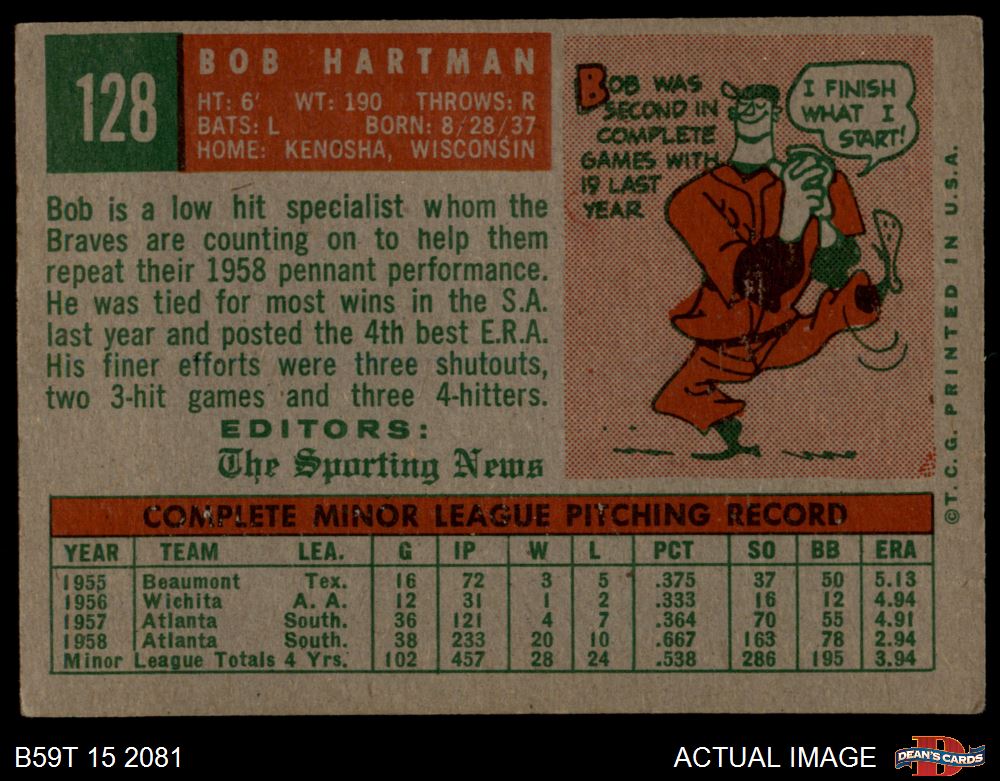 128
BOB HARTMAN
HT: 6' WT: 190 THROWS: R
BATS: L BORN: 8/28/37
HOME: KENOSHA, WISCONSIN
Bob is a low hit specialist whom the
Braves are counting on to help them
repeat their 1958 pennant performance.
He was tied for most wins in the S.A.
last year and posted the 4th best E.R.A.
His finer efforts were three shutouts,
two 3-hit games and three 4-hitters.
EDITORS:
The Sporting News
BOB WAS
SECOND IN
COMPLETE
GAMES WITH
19 LAST
YEAR
I FINISH
WHAT I
START!
© T. C. G. PRINTED IN U.S.A.
COMPLETE MINOR LEAGUE PITCHING RECORD
YEAR TEAM LEA. G IP W L PCT SO BB ERA
1955 Beaumont Tex. 16 72 3 5 .375 37 50 5.13
1956 Wichita A. A. 12 31 1 2 .333 16 12 4.94
1957 Atlanta South. 36 121 4 7 .364 70 55 4.91
1958 Atlanta South. 38 233 20 10 .667 163 78 2.94
Minor League Totals 4 Yrs. 102 457 28 24 .538 286 195 3.94
B59T 15 2081
ACTUAL IMAGE
D
DEAN'S CARDS